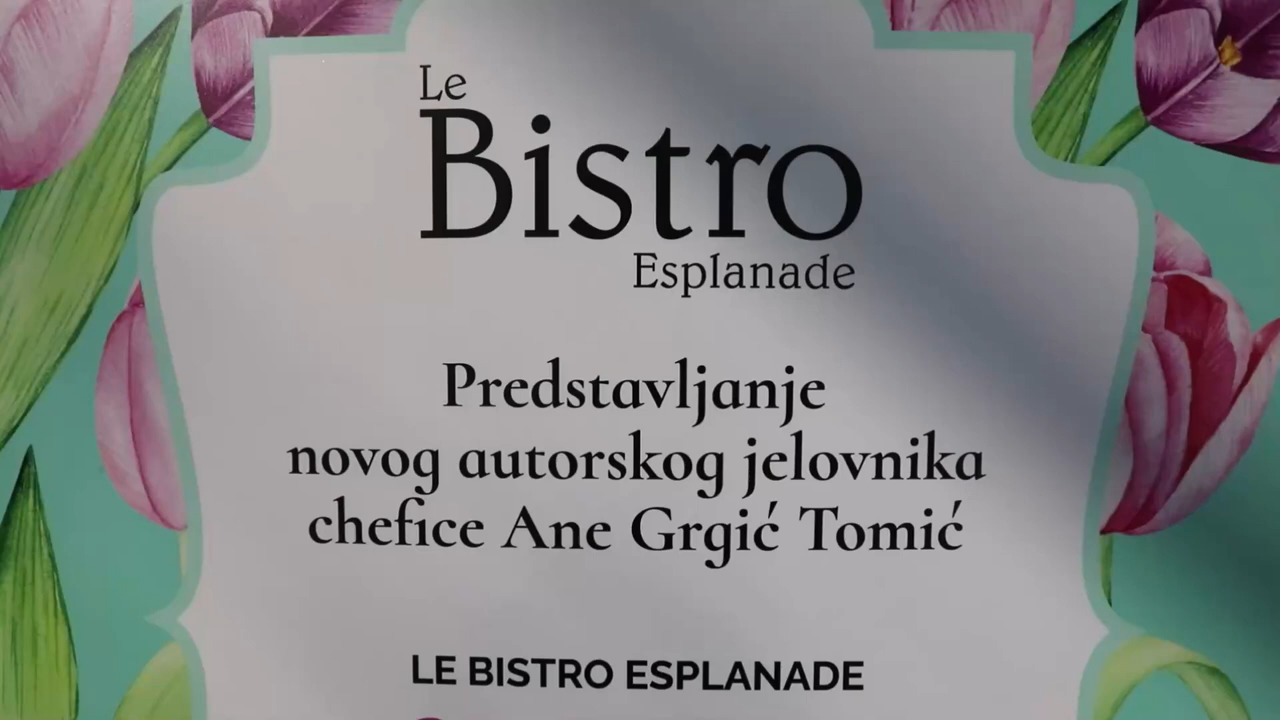 Le
Bistro
Esplanade
Predstavljanje
novog autorskog jelovnika
chefice Ane Grgić Tomić
LE BISTRO ESPLANADE